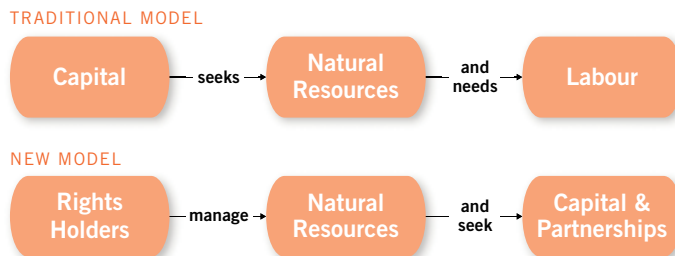 TRADITIONAL MODEL
Capital
seeks
Natural
Resources
and
needs
Labour
NEW MODEL
Rights
Holders
manage
Natural
Resources
and
seek
Capital &
Partnerships